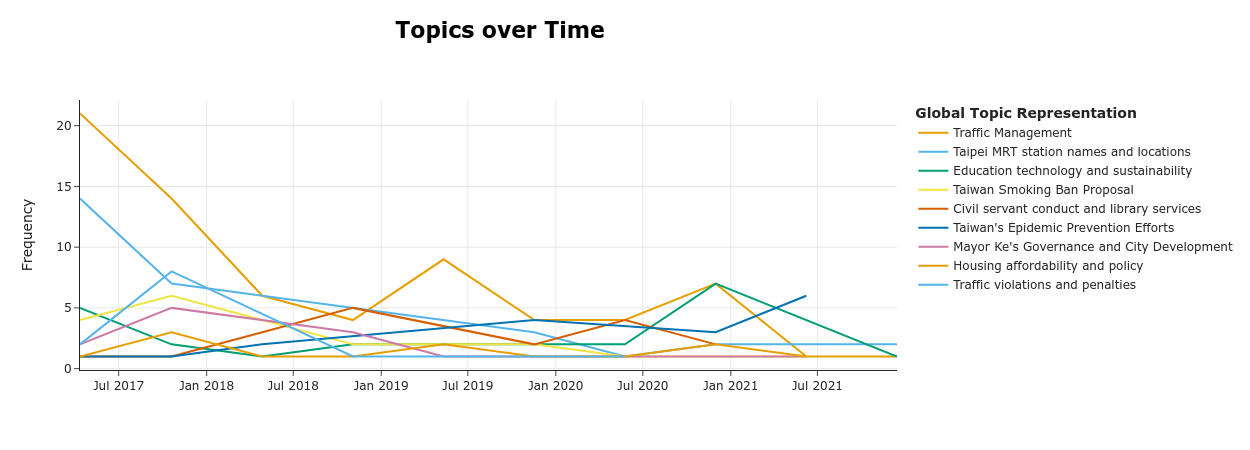 Topics over Time
Frequency
20
15
10
5
0
Jul 2017
Jan 2018
Jul 2018
Jan 2019
Jul 2019
Jan 2020
Jul 2020
Jan 2021
Jul 2021
Global Topic Representation
Traffic Management
Taipei MRT station names and locations
Education technology and sustainability
Taiwan Smoking Ban Proposal
Civil servant conduct and library services
Taiwan's Epidemic Prevention Efforts
Mayor Ke's Governance and City Development
Housing affordability and policy
Traffic violations and penalties